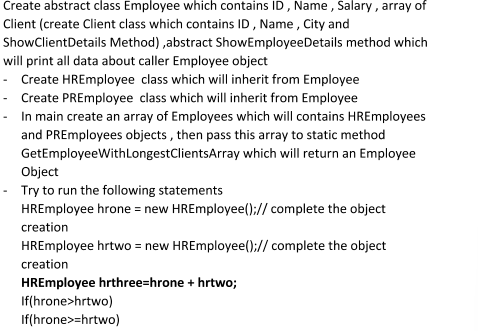 Create abstract class Employee which contains ID , Name , Salary , array of
Client (create Client class which contains ID , Name , City and
ShowClientDetails Method) ,abstract ShowEmployeeDetails method which
will print all data about caller Employee object
- Create HREmployee class which will inherit from Employee
- Create PREmployee class which will inherit from Employee
- In main create an array of Employees which will contains HREmployees
and PREmployees objects , then pass this array to static method
GetEmployeeWithLongestClientsArray which will return an Employee
Object
- Try to run the following statements
HREmployee hrone = new HREmployee();// complete the object
creation
HREmployee hrtwo = new HREmployee();// complete the object
creation
HREmployee hrthree=hrone + hrtwo;
If(hrone>hrtwo)
If(hrone>=hrtwo)